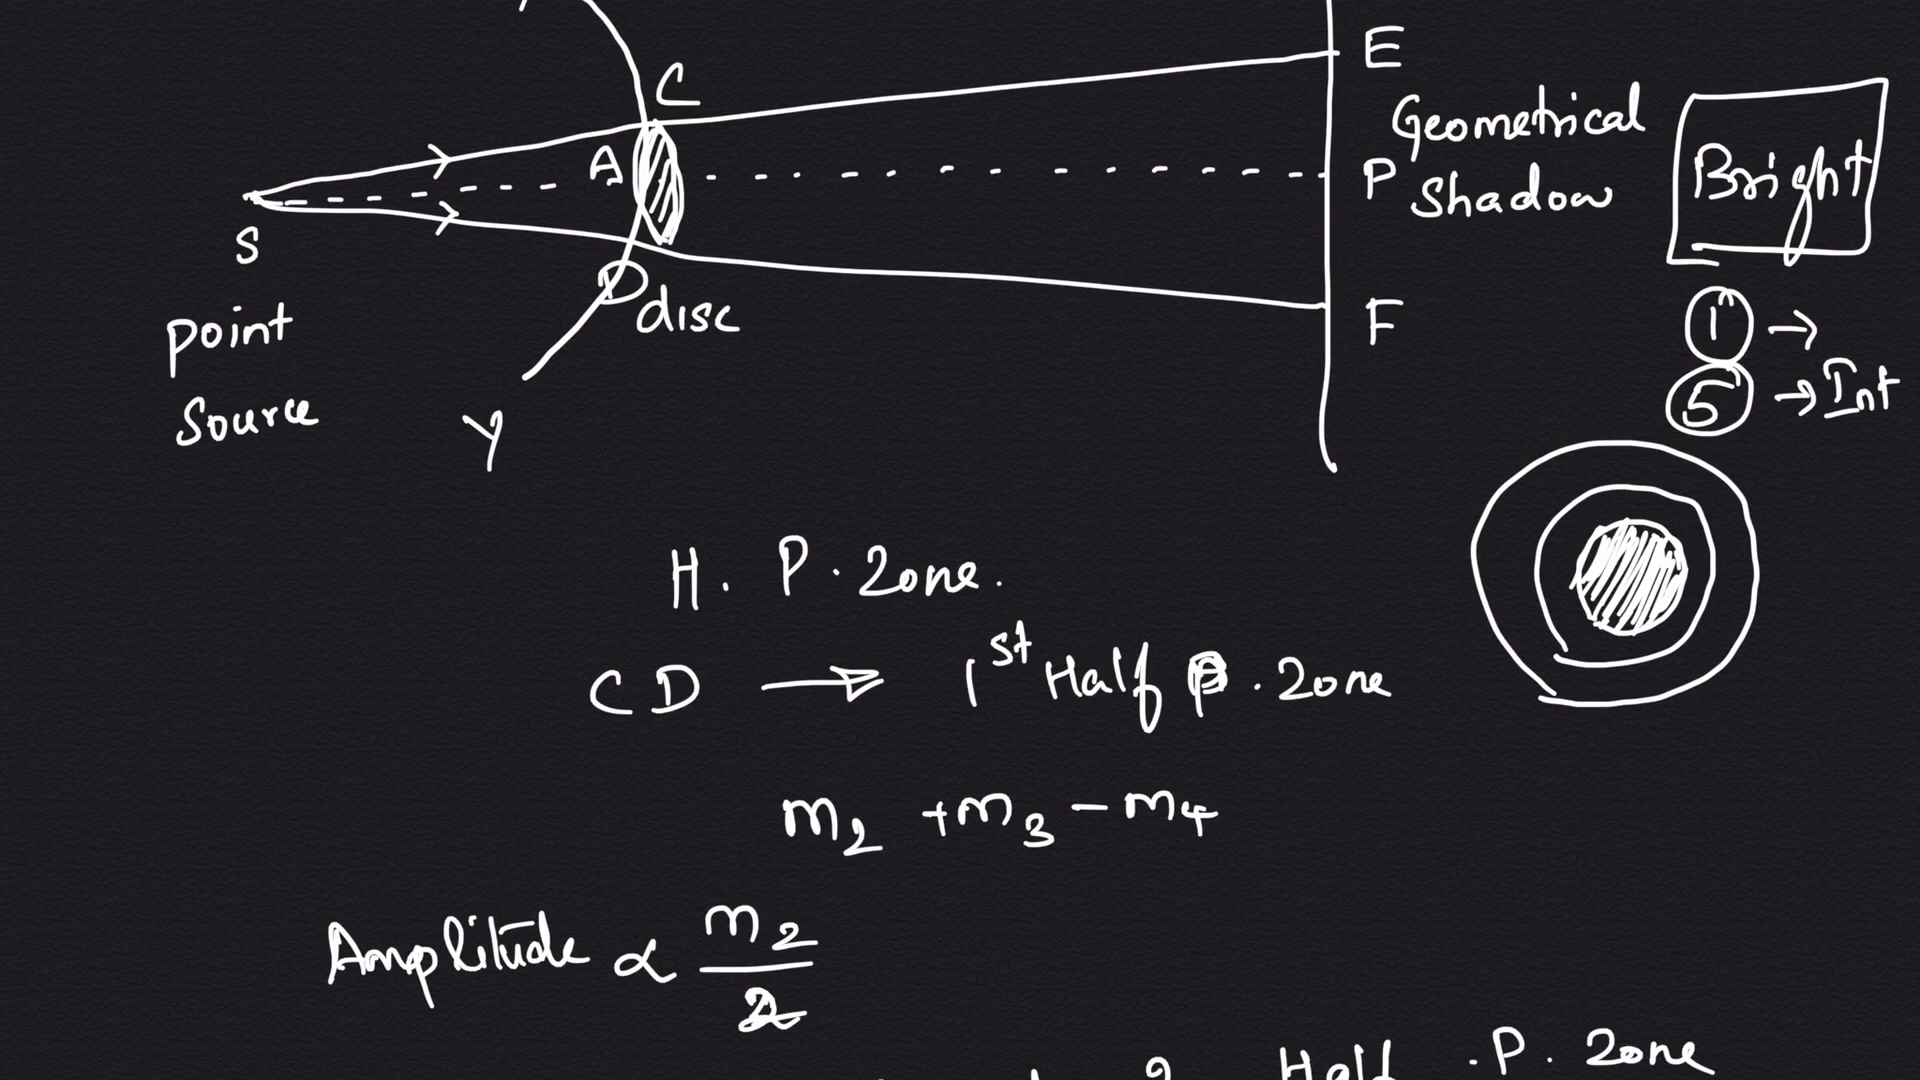 E
C
Geometrical
A
P Shadow
Bright
S
D
disc
Point
Source
F
1 →
5 → Int
Y
H. P. Zone.
CD → 1st Half P. Zone
m2 + m3 - m4
Amplitude ∝ m2/2
2 Half .P. Zone